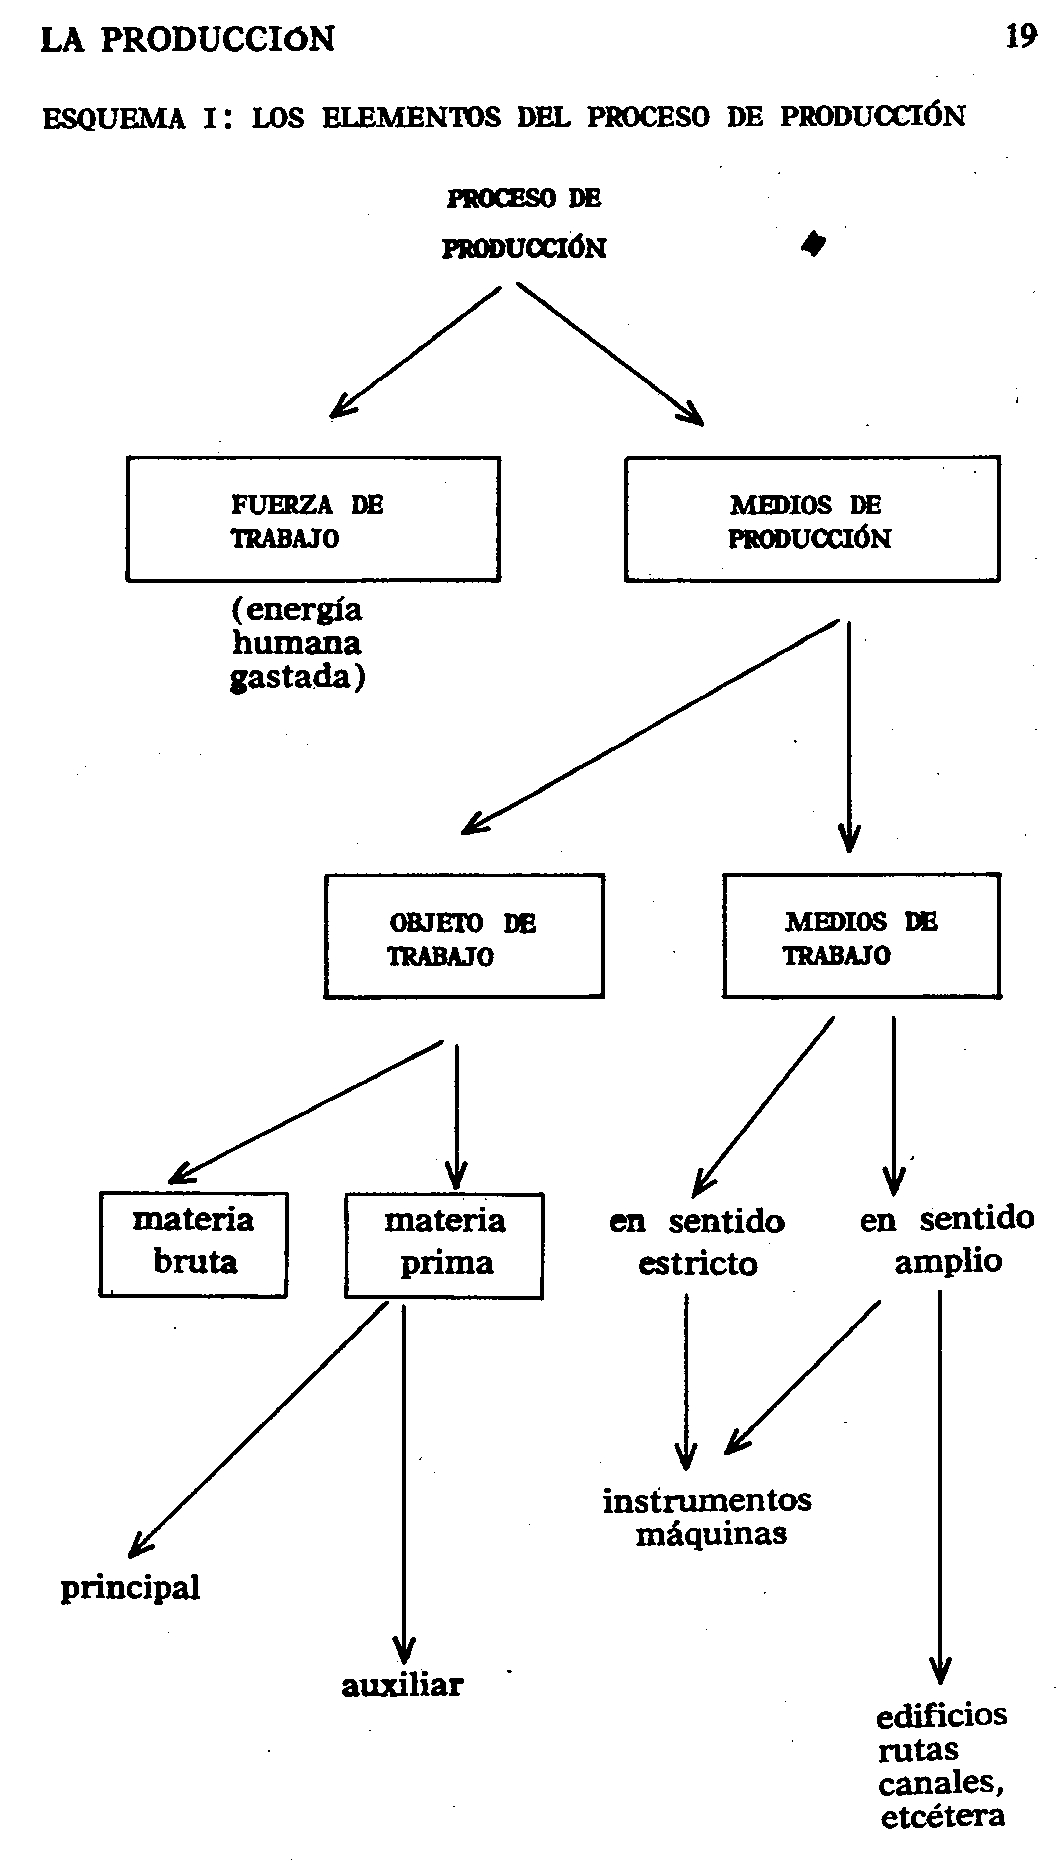 LA PRODUCCIÓN
19
ESQUEMA I: LOS ELEMENTOS DEL PROCESO DE PRODUCCIÓN
PROCESO DE
PRODUCCIÓN
FUERZA DE
TRABAJO
MEDIOS DE
PRODUCCIÓN
(energía
humana
gastada)
OBJETO DE
TRABAJO
MEDIOS DE
TRABAJO
materia
bruta
materia
prima
en sentido
estricto
en sentido
amplio
instrumentos
máquinas
principal
auxiliar
edificios
rutas
canales,
etcétera